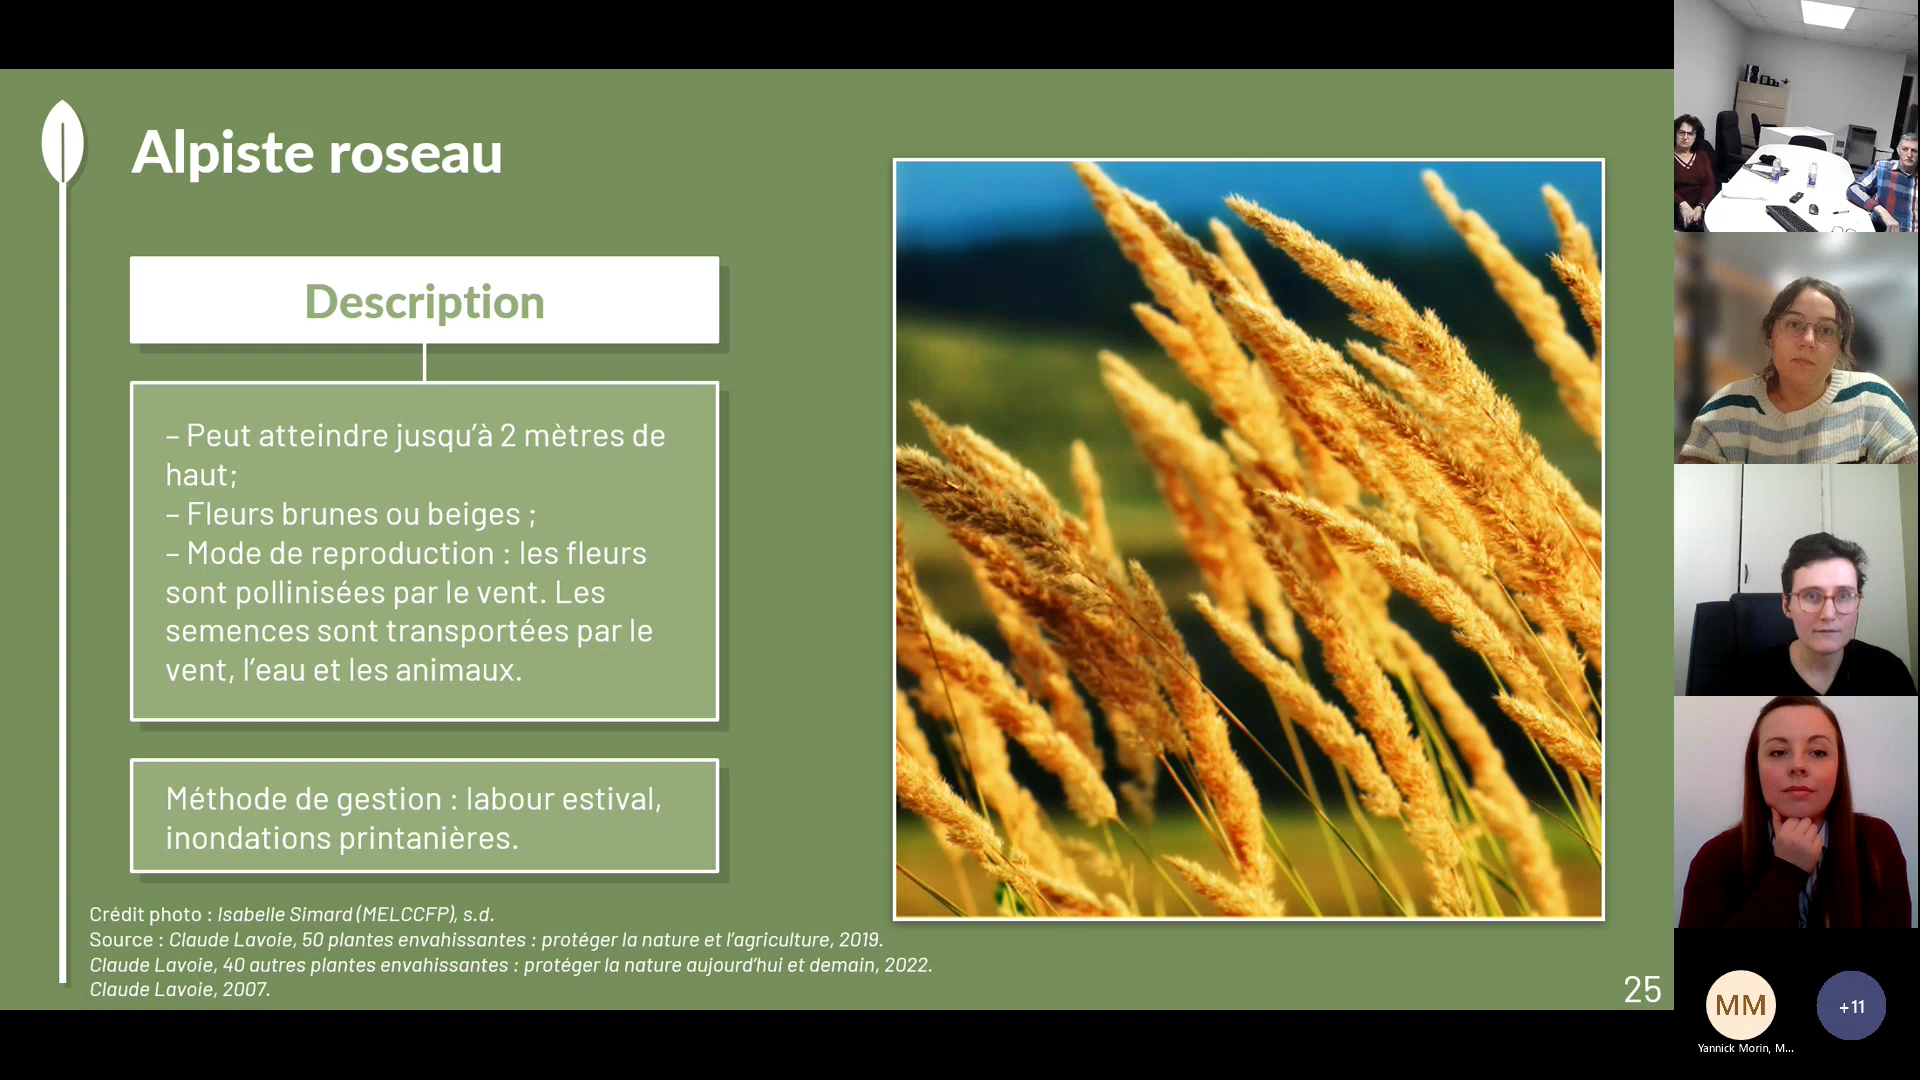 Alpiste roseau
Description
– Peut atteindre jusqu’à 2 mètres de
haut;
– Fleurs brunes ou beiges ;
– Mode de reproduction : les fleurs
sont pollinisées par le vent. Les
semences sont transportées par le
vent, l’eau et les animaux.
Méthode de gestion : labour estival,
inondations printanières.
Crédit photo : Isabelle Simard (MELCCFP), s.d.
Source : Claude Lavoie, 50 plantes envahissantes : protéger la nature et l’agriculture, 2019.
Claude Lavoie, 40 autres plantes envahissantes : protéger la nature aujourd’hui et demain, 2022.
Claude Lavoie, 2007.
25
MM
+11
Yannick Morin, M...